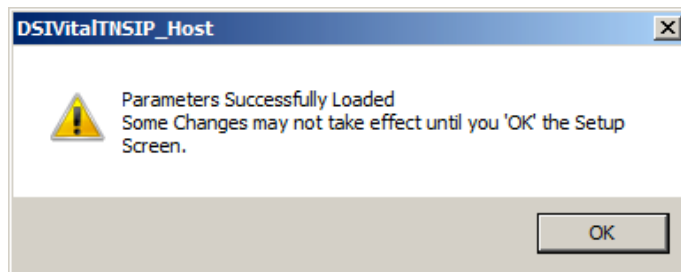 DSIVitalTNSIP_Host
Parameters Successfully Loaded
Some Changes may not take effect until you 'OK' the Setup
Screen.
OK